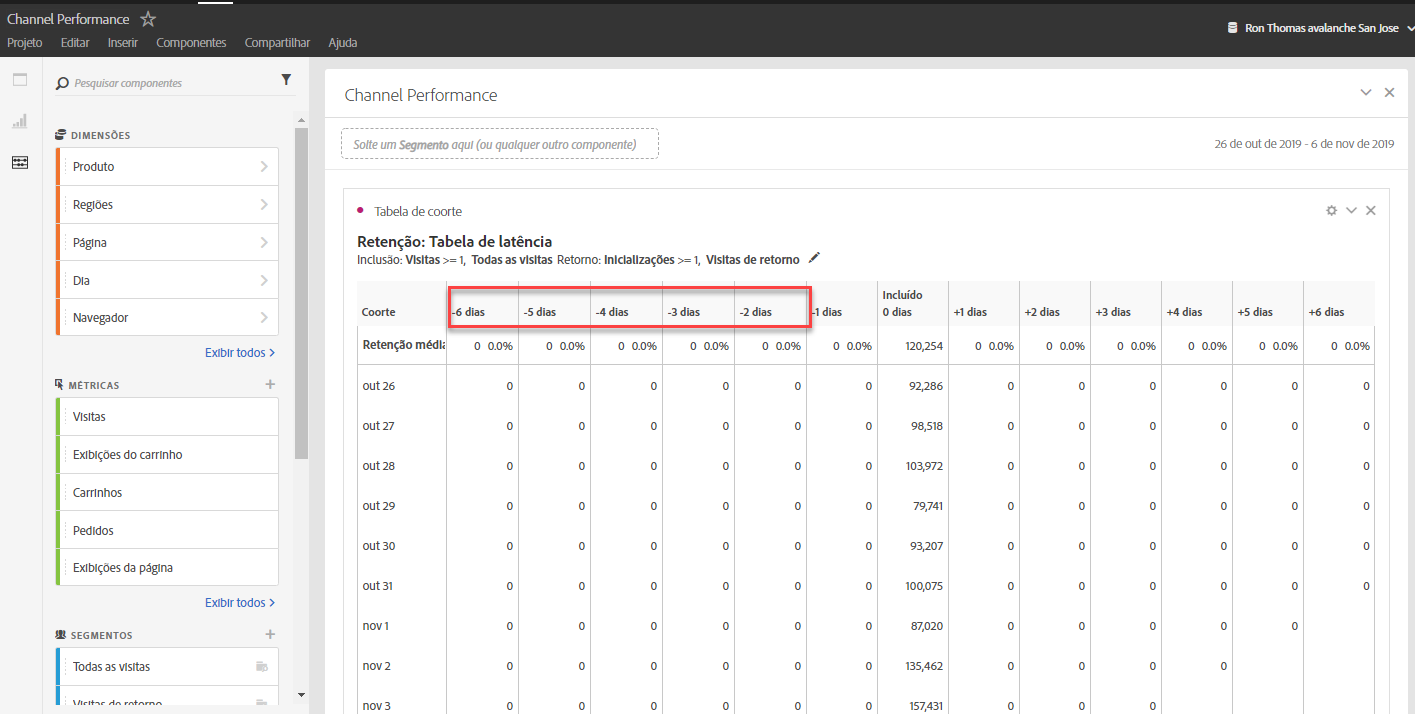 Channel Performance
Projeto Editar Inserir Componentes Compartilhar Ajuda
Ron Thomas avalanche San Jose
Pesquisar componentes
DIMENSÕES
Produto
Regiões
Página
Dia
Navegador
Exibir todos
MÉTRICAS
Visitas
Exibições do carrinho
Carrinhos
Pedidos
Exibições da página
Exibir todos
SEGMENTOS
Todas as visitas
Visitas de retorno
Channel Performance
Solte um Segmento aqui (ou qualquer outro componente)
26 de out de 2019 - 6 de nov de 2019
Tabela de coorte
Retenção: Tabela de latência
Inclusão: Visitas >= 1, Todas as visitas Retorno: Inicializações >= 1, Visitas de retorno
Coorte -6 dias -5 dias -4 dias -3 dias -2 dias -1 dias Incluído 0 dias +1 dias +2 dias +3 dias +4 dias +5 dias +6 dias
Retenção média 0 0.0% 0 0.0% 0 0.0% 0 0.0% 0 0.0% 0 0.0% 120,254 0 0.0% 0 0.0% 0 0.0% 0 0.0% 0 0.0% 0 0.0%
out 26 0 0 0 0 0 0 92,286 0 0 0 0 0 0
out 27 0 0 0 0 0 0 98,518 0 0 0 0 0 0
out 28 0 0 0 0 0 0 103,972 0 0 0 0 0 0
out 29 0 0 0 0 0 0 79,741 0 0 0 0 0 0
out 30 0 0 0 0 0 0 93,207 0 0 0 0 0 0
out 31 0 0 0 0 0 0 100,075 0 0 0 0 0 0
nov 1 0 0 0 0 0 0 87,020 0 0 0 0 0
nov 2 0 0 0 0 0 0 135,462 0 0 0 0
nov 3 0 0 0 0 0 0 157,431 0 0 0